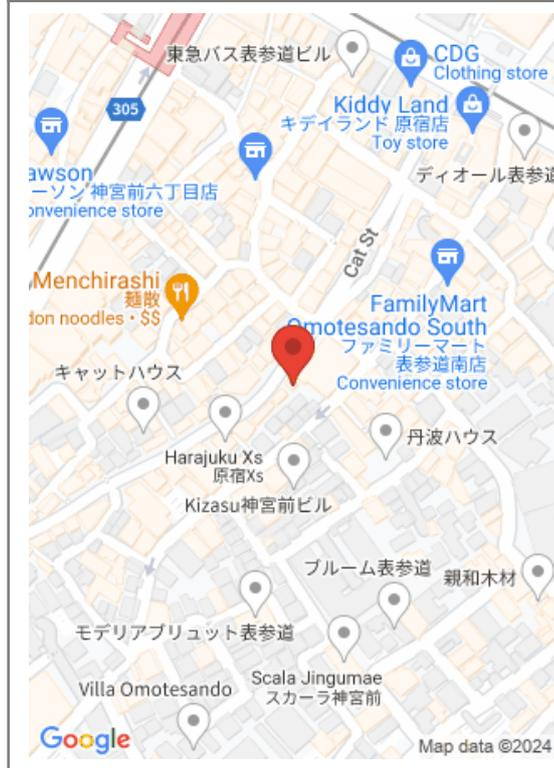 東急バス表参道ビル
CDG
Clothing store
305
Kiddy Land
キデイランド 原宿店
Toy store
awson
ーソン 神宮前六丁目店
onvenience store
ディオール表参道
Cat St
Menchirashi
麺散
don noodles • $$
FamilyMart
Omotesando South
ファミリーマート
表参道南店
Convenience store
キャットハウス
丹波ハウス
Harajuku Xs
原宿Xs
Kizasu神宮前ビル
ブルーム表参道
親和木材
モデリアブリュット表参道
Scala Jingumae
スカーラ神宮前
Villa Omotesando
Google
Map data ©2024